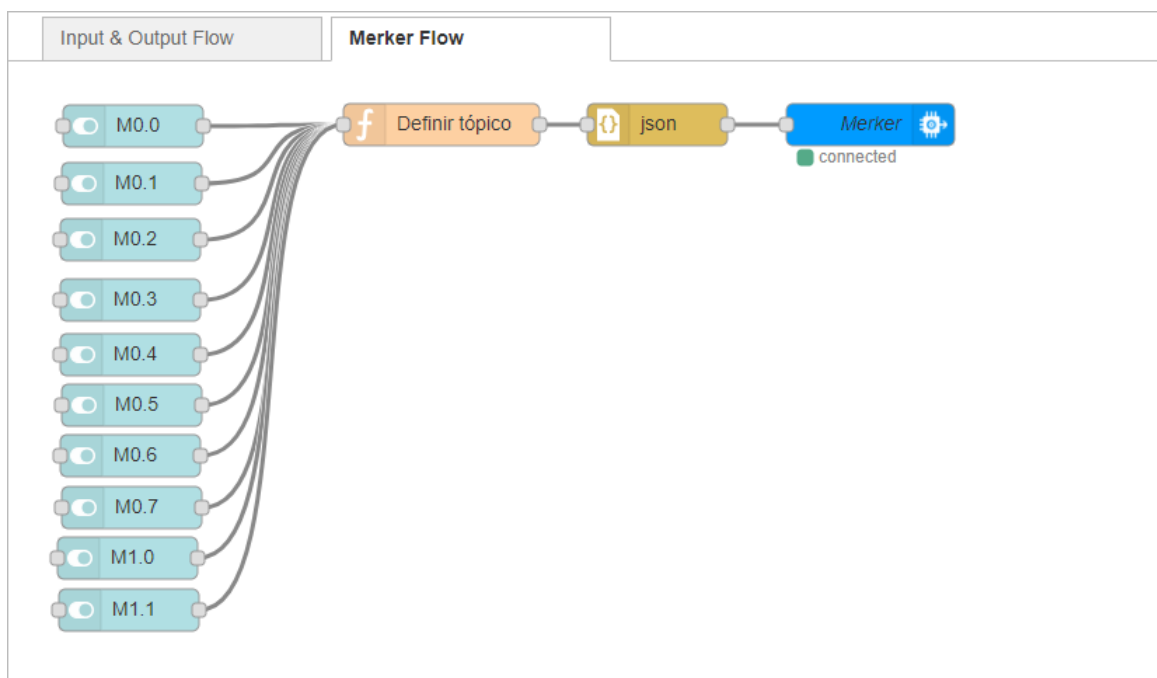 Input & Output Flow
Merker Flow
M0.0
Definir tópico
json
Merker
connected
M0.1
M0.2
M0.3
M0.4
M0.5
M0.6
M0.7
M1.0
M1.1